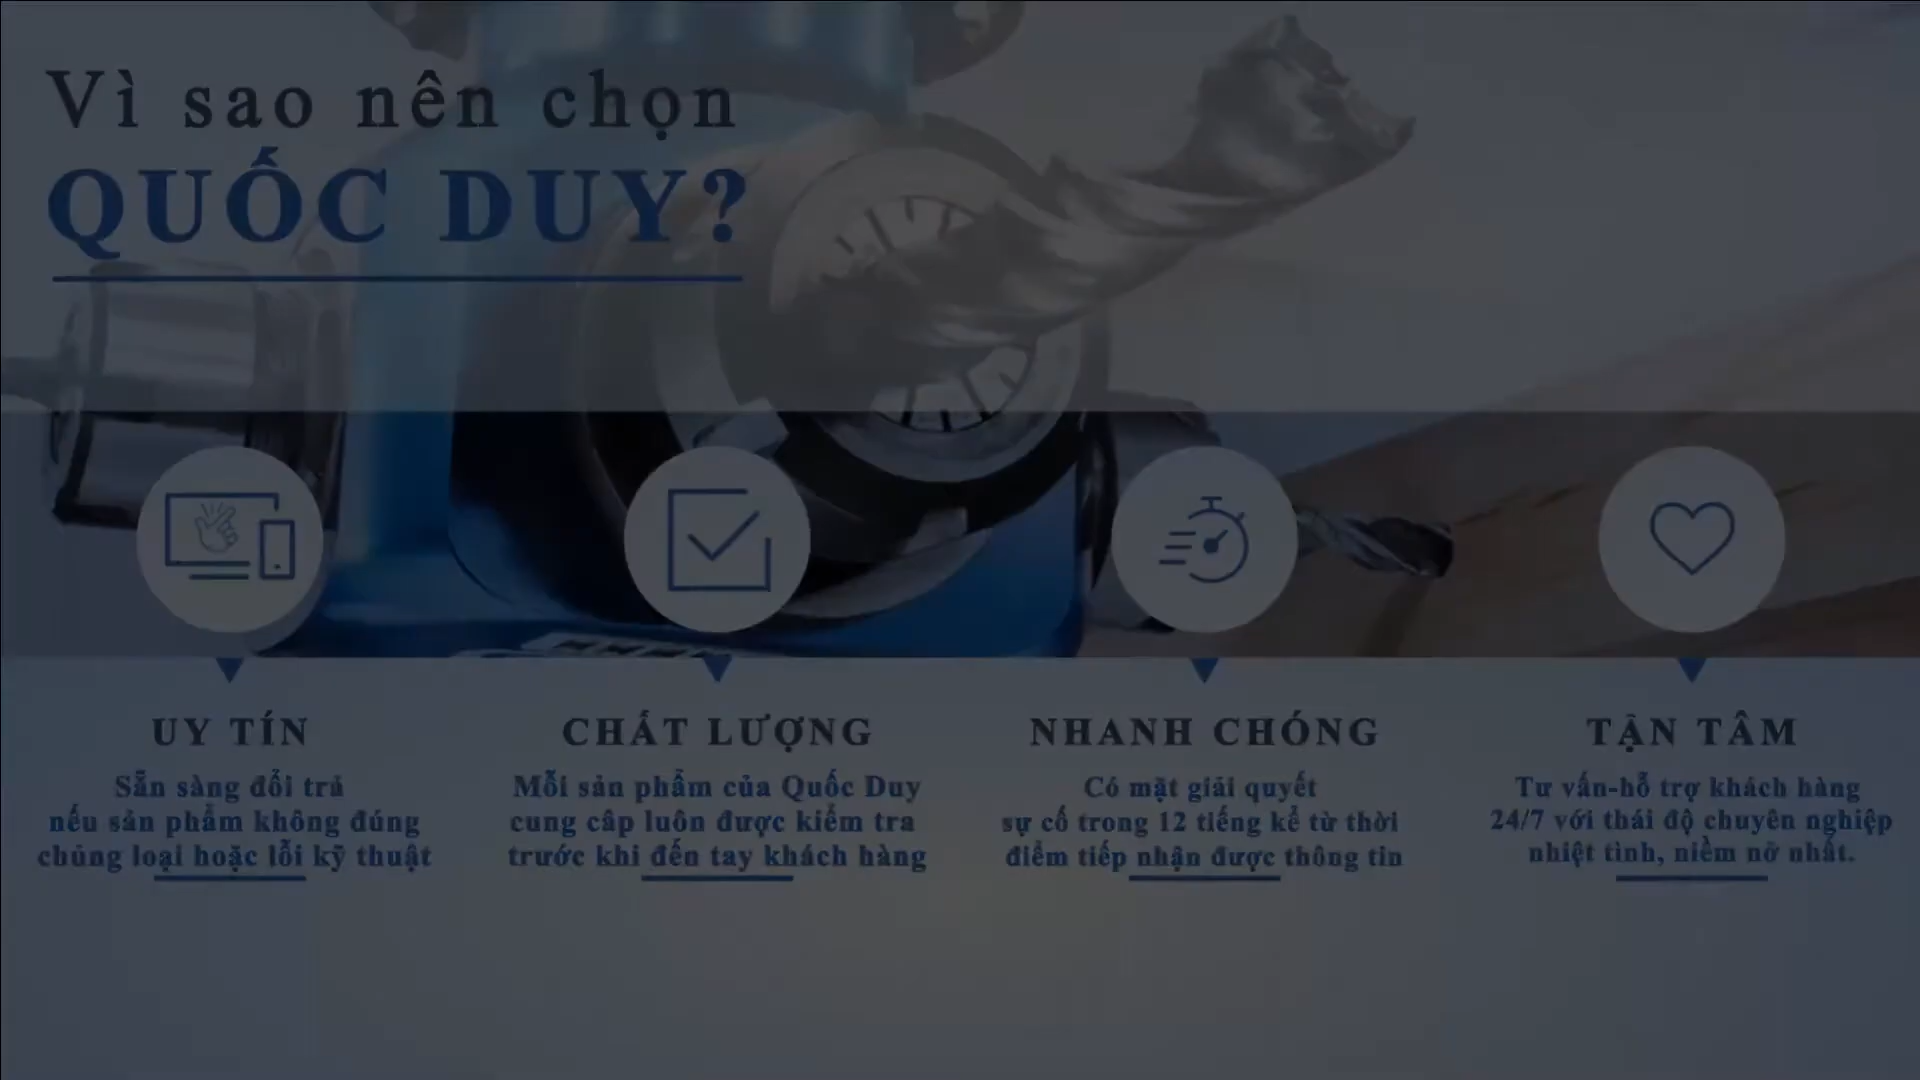 Vì sao nên chọn
QUỐC DUY?
UY TÍN
Sẵn sàng đổi trả
nếu sản phẩm không đúng
chủng loại hoặc lỗi kỹ thuật
CHẤT LƯỢNG
Mỗi sản phẩm của Quốc Duy
cung câp luôn được kiểm tra
trước khi đến tay khách hàng
NHANH CHÓNG
Có mặt giải quyết
sự cố trong 12 tiếng kể từ thời
điểm tiếp nhận được thông tin
TẬN TÂM
Tư vấn-hỗ trợ khách hàng
24/7 với thái độ chuyên nghiệp
nhiệt tình, niềm nở nhất.